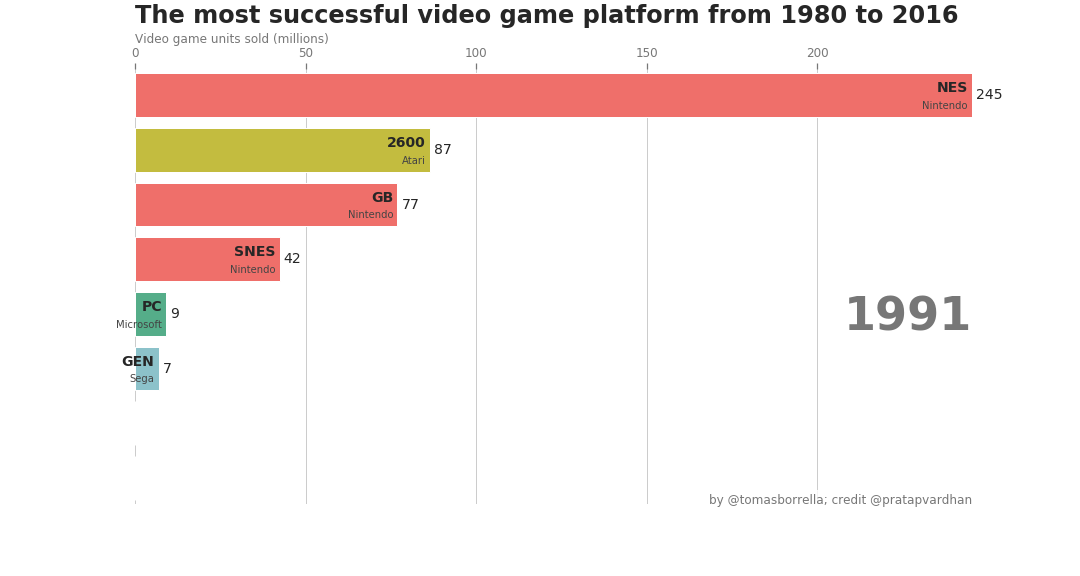 The most successful video game platform from 1980 to 2016
Video game units sold (millions)
0 50 100 150 200
NES
Nintendo
245
2600
Atari
87
GB
Nintendo
77
SNES
Nintendo
42
PC
Microsoft
9
1991
GEN
Sega
7
by @tomasborrella; credit @pratapvardhan